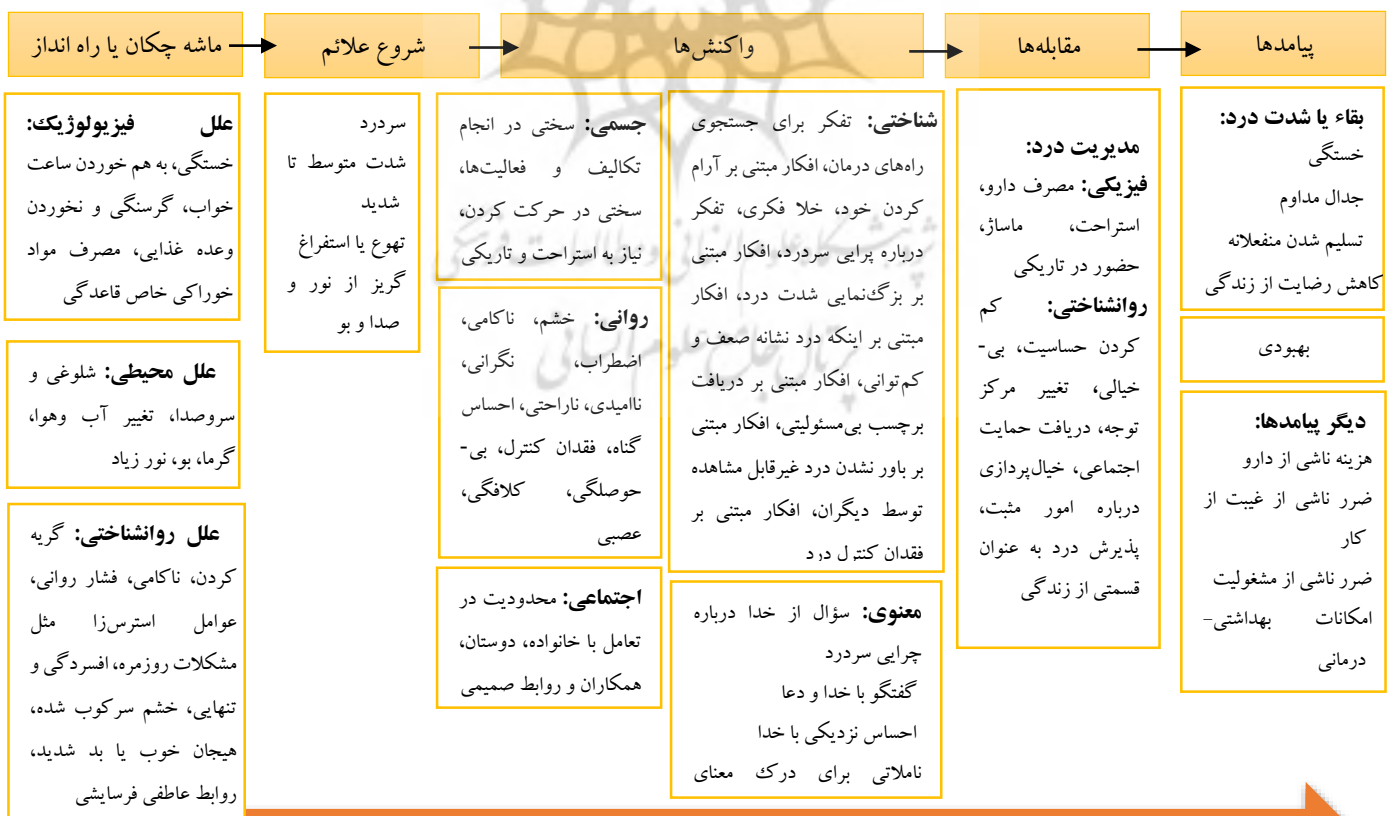 ماشه چکان یا راه انداز
شروع علائم
واکنش‌ها
مقابله‌ها
پیامدها
علل فیزیولوژیک:
خستگی، به هم خوردن ساعت
خواب، گرسنگی و نخوردن
وعده غذایی، مصرف مواد
خوراکی خاص قاعدگی
علل محیطی: شلوغی و
سروصدا، تغییر آب وهوا،
گرما، بو، نور زیاد
علل روانشناختی: گریه
کردن، ناکامی، فشار روانی،
عوامل استرس‌زا مثل
مشکلات روزمره، افسردگی و
تنهایی، خشم سرکوب شده،
هیجان خوب یا بد شدید،
روابط عاطفی فرسایشی
سردرد
شدت متوسط تا
شدید
تهوع یا استفراغ
گریز از نور و
صدا و بو
جسمی: سختی در انجام
تکالیف و فعالیت‌ها،
سختی در حرکت کردن،
نیاز به استراحت و تاریکی
روانی: خشم، ناکامی،
اضطراب، نگرانی،
ناامیدی، ناراحتی، احساس
گناه، فقدان کنترل، بی-
حوصلگی، کلافگی،
عصبی
اجتماعی: محدودیت در
تعامل با خانواده، دوستان،
همکاران و روابط صمیمی
شناختی: تفکر برای جستجوی
راه‌های درمان، افکار مبتنی بر آرام
کردن خود، خلا فکری، تفکر
درباره پرایی سردرد، افکار مبتنی
بر بزگ‌نمایی شدت درد، افکار
مبتنی بر اینکه درد نشانه صعف و
کم‌توانی، افکار مبتنی بر دریافت
برچسب بی‌مسئولیتی، افکار مبتنی
بر باور نشدن درد غیرقابل مشاهده
توسط دیگران، افکار مبتنی بر
فقدان کنترل درد
معنوی: سؤال از خدا درباره
چرایی سردرد
گفتگو با خدا و دعا
احساس نزدیکی با خدا
ناملاتی برای درک معنای
مدیریت درد:
فیزیکی: مصرف دارو،
استراحت، ماساژ،
حضور در تاریکی
روانشناختی: کم
کردن حساسیت، بی-
خیالی، تغییر مرکز
توجه، دریافت حمایت
اجتماعی، خیال‌پردازی
درباره امور مثبت،
پذیرش درد به عنوان
قسمتی از زندگی
بقاء یا شدت درد:
خستگی
جدال مداوم
تسلیم شدن منفعلانه
کاهش رضایت از زندگی
بهبودی
دیگر پیامدها:
هزینه ناشی از دارو
ضرر ناشی از غیبت از
کار
ضرر ناشی از مشغولیت
امکانات بهداشتی–
درمانی
پژوهشگاه علوم انسانی و مطالعات فرهنگی
پرتال جامع علوم انسانی